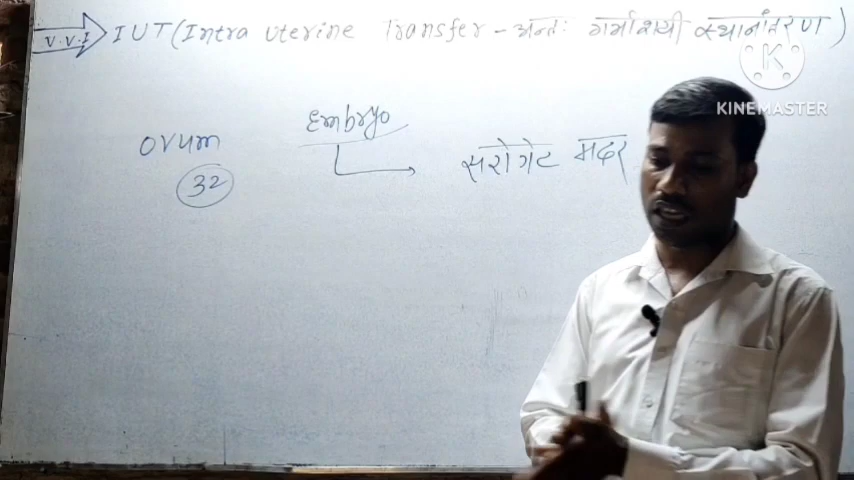 V.V.I IUT (Intra Uterine Transfer - अन्तः गर्भाशयी स्थानांतरण)
K
KINEMASTER
Embryo
Ovum
सरोगेट मदर
32